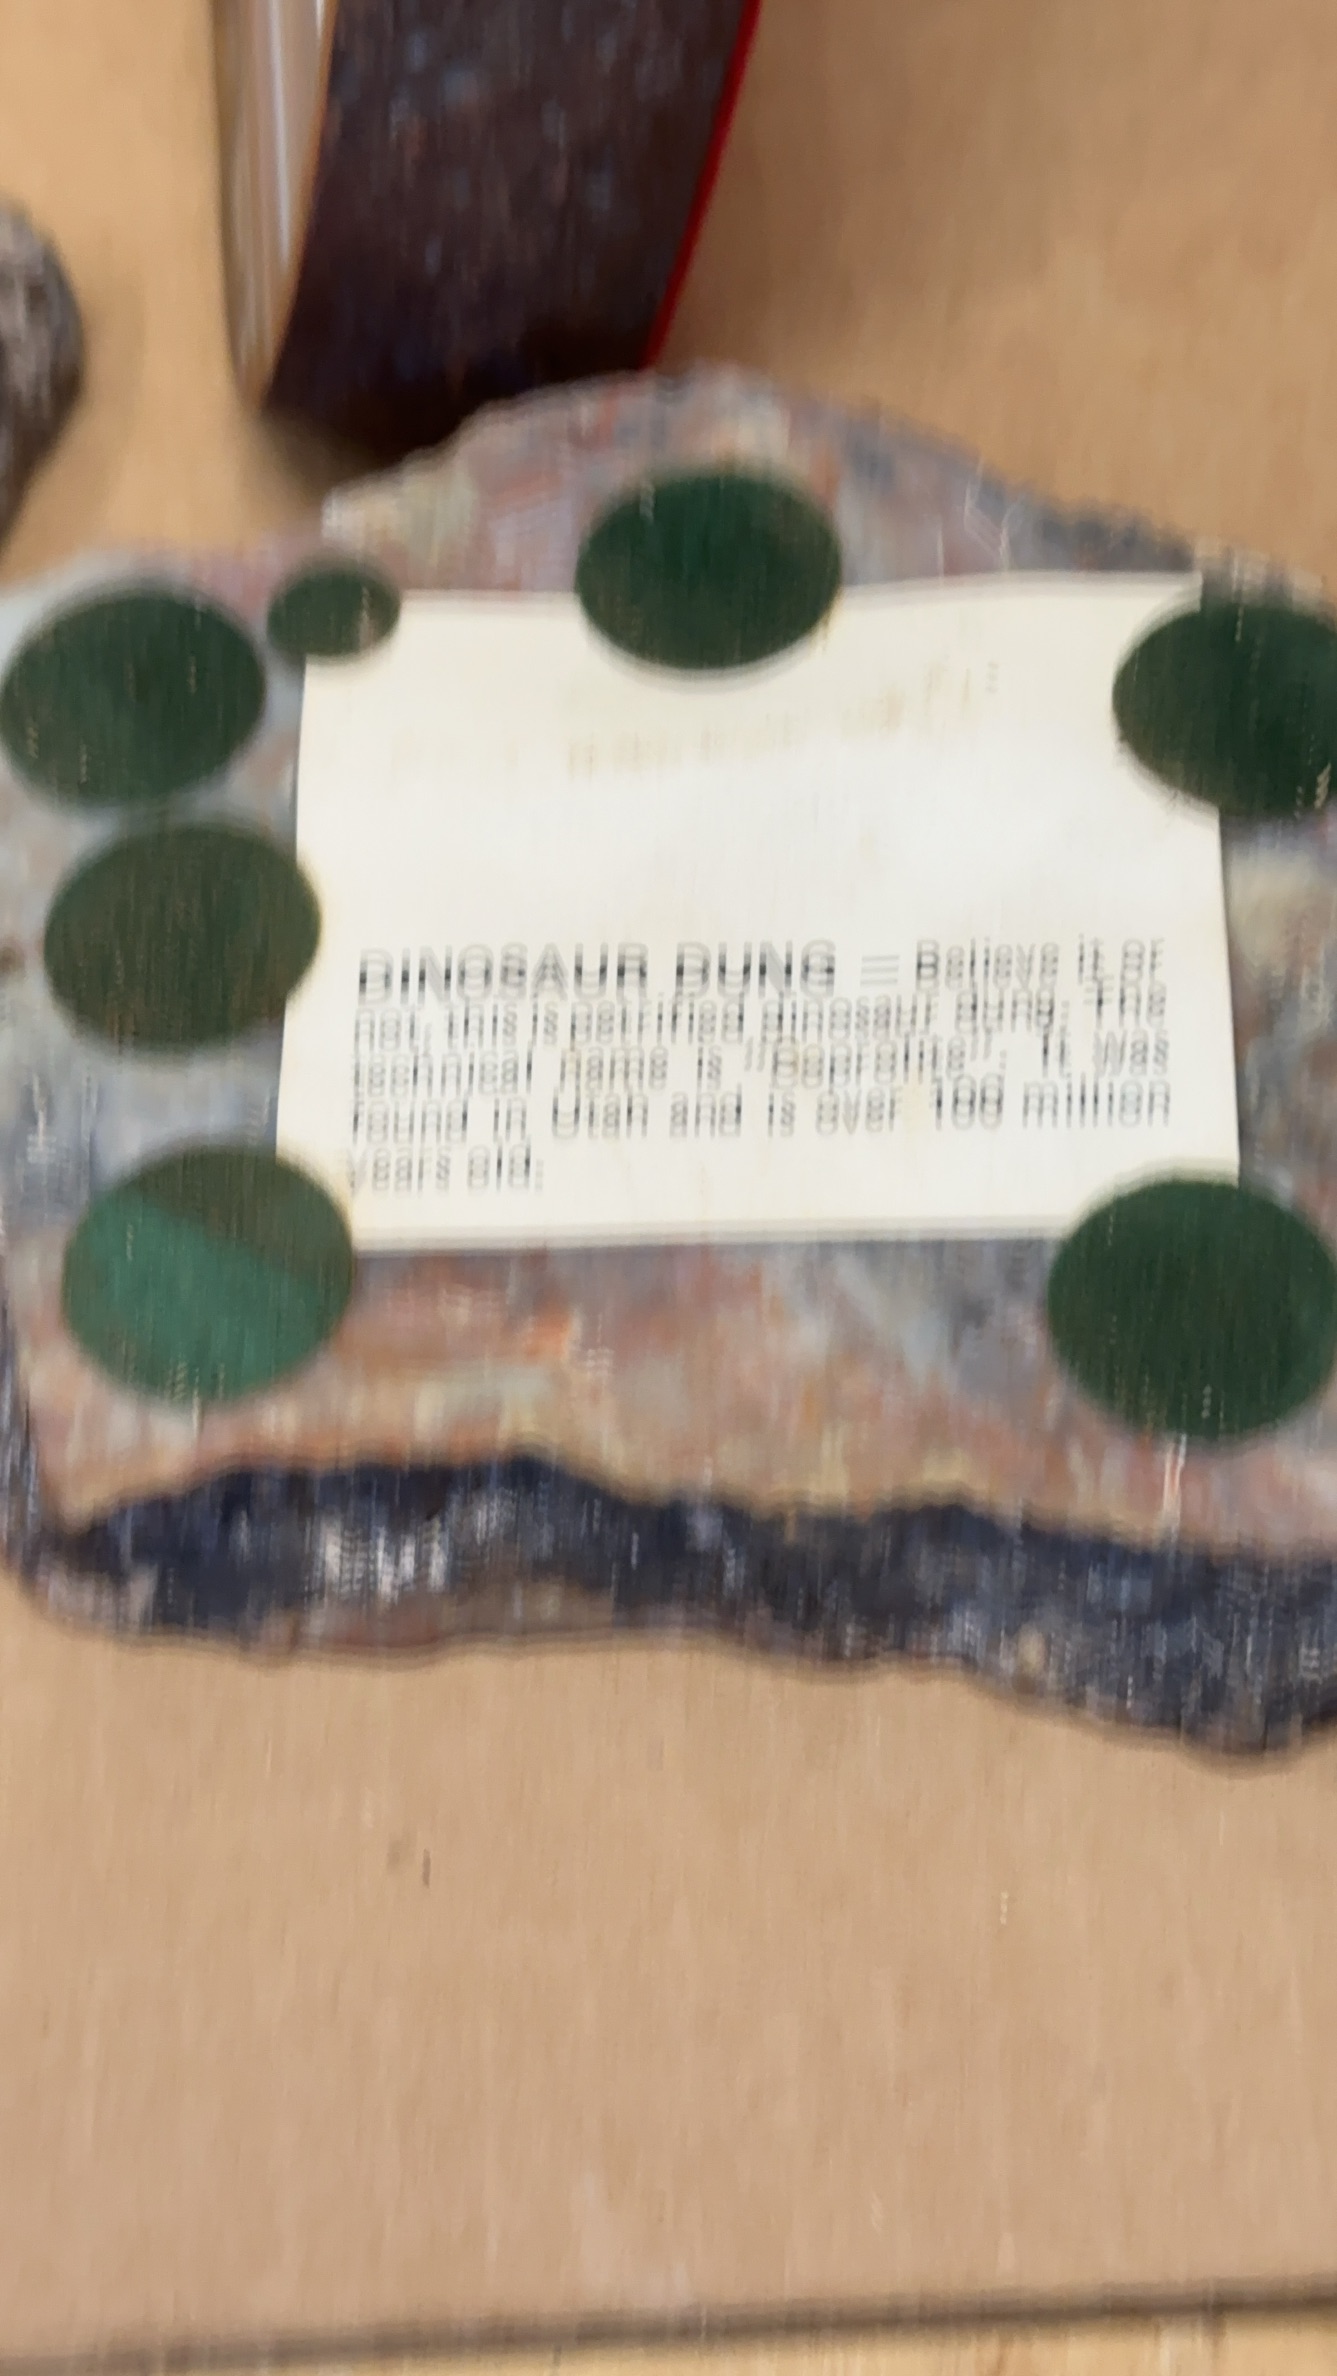 DINOSAUR DUNG — Believe it or
not, this is petrified dinosaur dung. The
technical name is "Coprolite". It was
found in Utah and is over 100 million
years old.